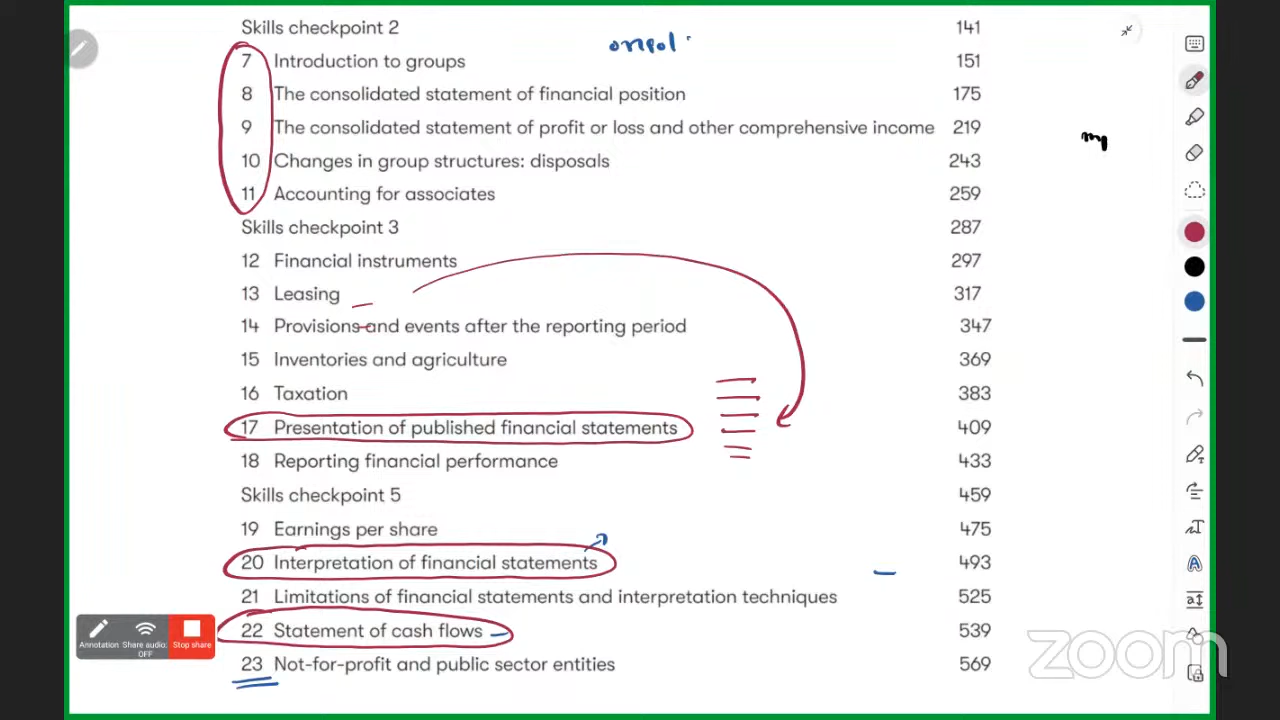 Skills checkpoint 2 141
7 Introduction to groups 151
8 The consolidated statement of financial position 175
9 The consolidated statement of profit or loss and other comprehensive income 219
10 Changes in group structures: disposals 243
11 Accounting for associates 259
Skills checkpoint 3 287
12 Financial instruments 297
13 Leasing 317
14 Provisions and events after the reporting period 347
15 Inventories and agriculture 369
16 Taxation 383
17 Presentation of published financial statements 409
18 Reporting financial performance 433
Skills checkpoint 5 459
19 Earnings per share 475
20 Interpretation of financial statements 493
21 Limitations of financial statements and interpretation techniques 525
22 Statement of cash flows 539
23 Not-for-profit and public sector entities 569
Annotation Share audio: OFF Stop share
zoom